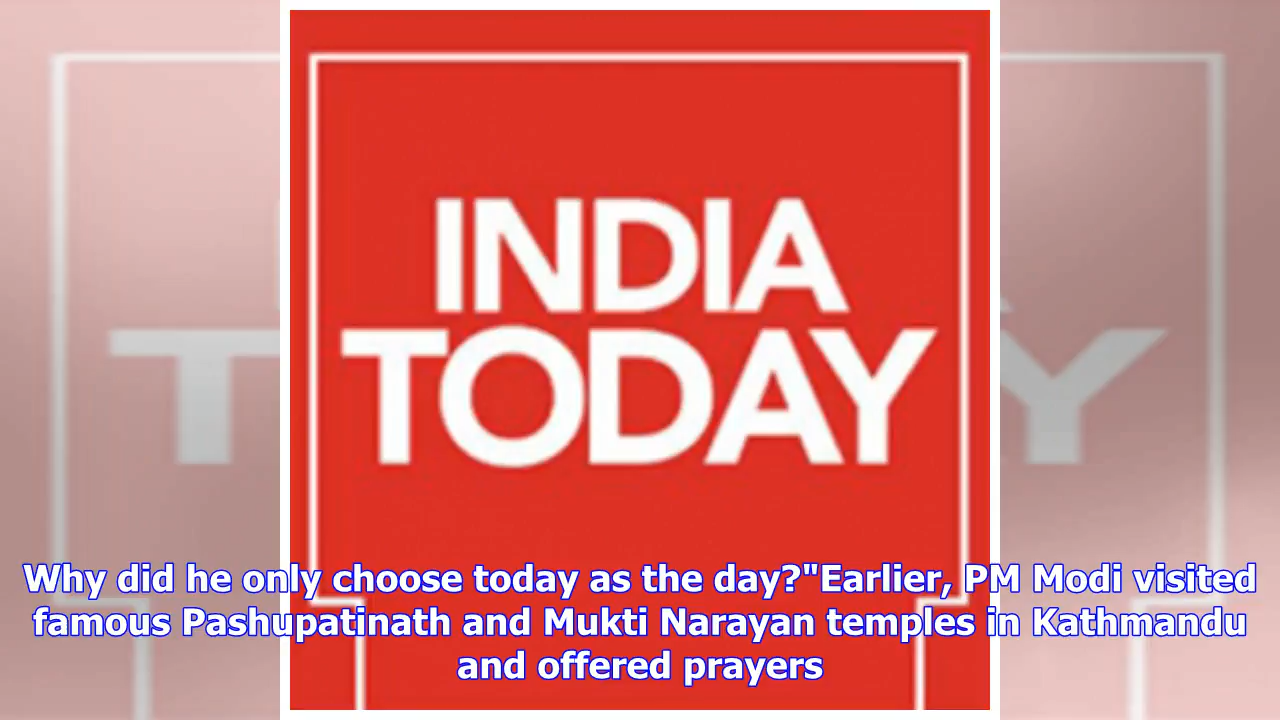 INDIA
TODAY
Why did he only choose today as the day?"Earlier, PM Modi visited
famous Pashupatinath and Mukti Narayan temples in Kathmandu
and offered prayers